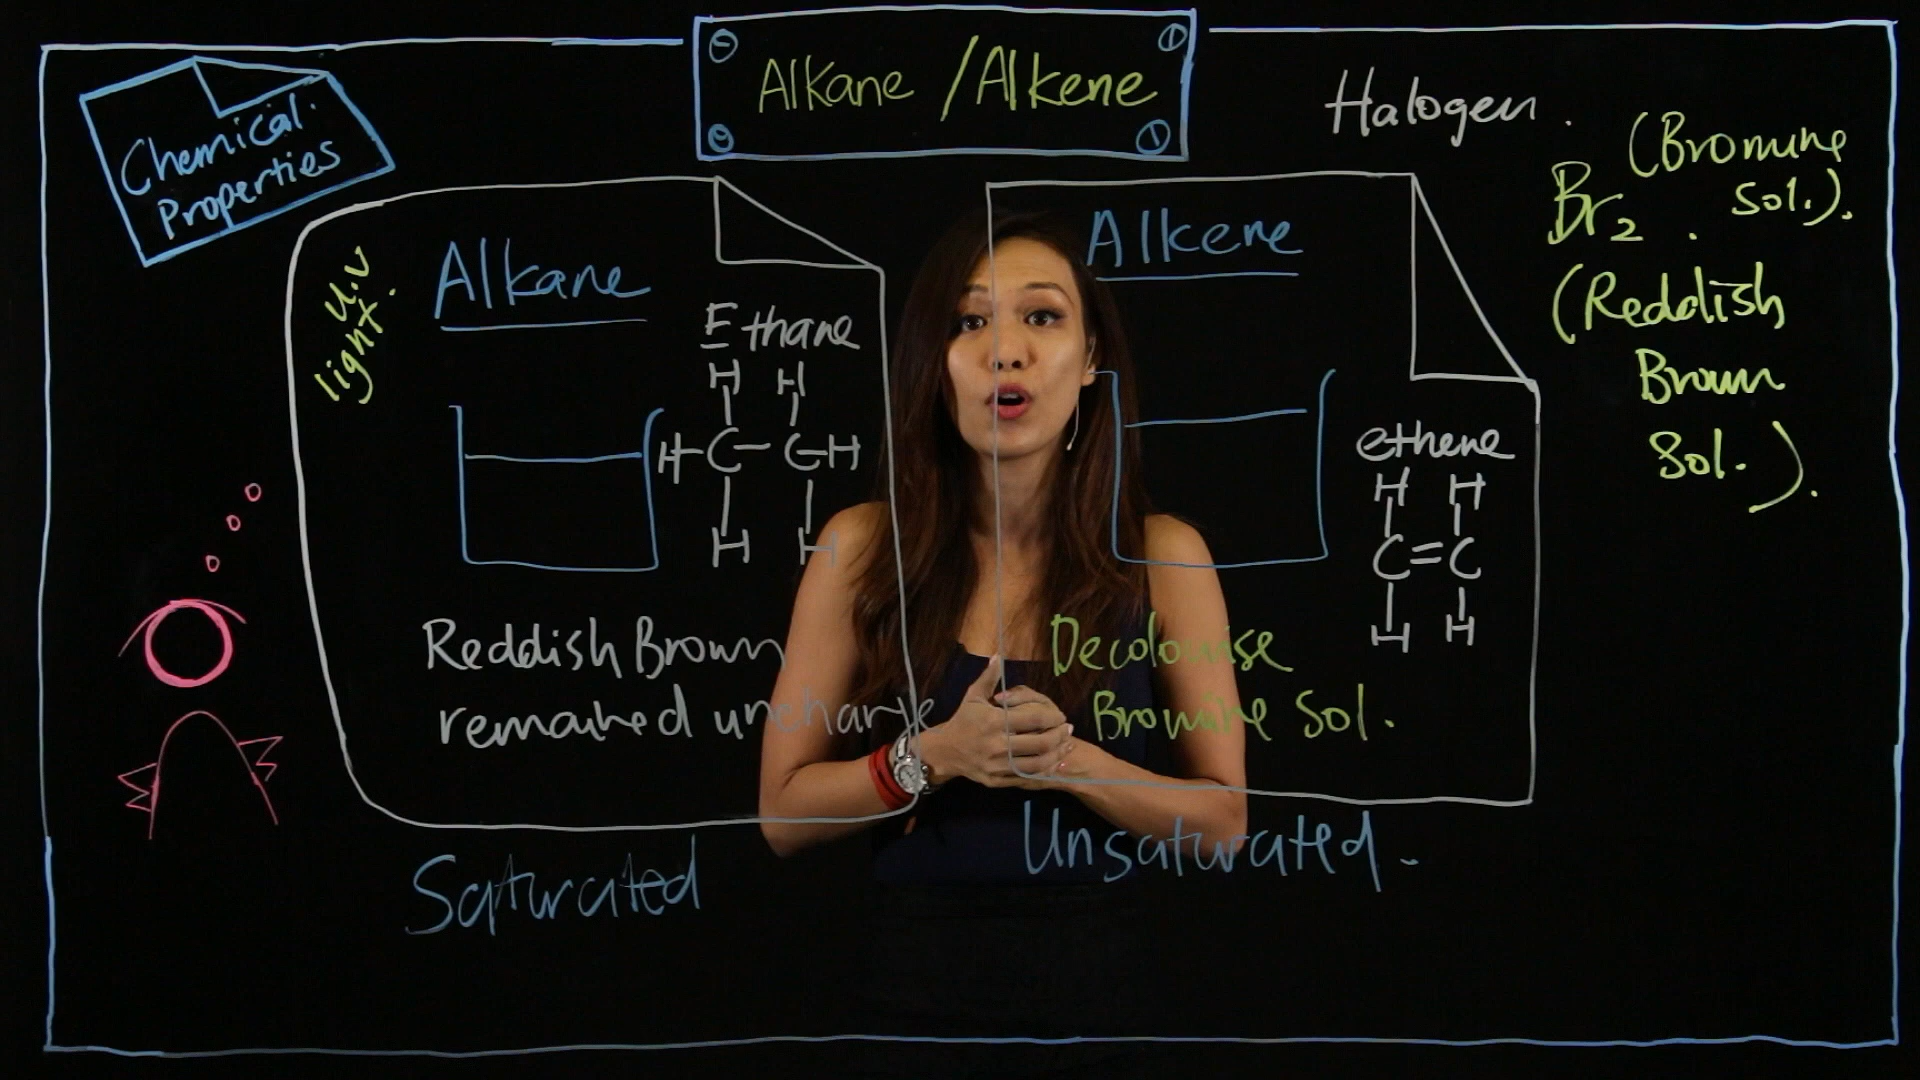 Chemical
Properties
Alkane / Alkene
Halogen.
Br2. (Bromine
Sol.).
(Reddish
Brown
Sol.).
u.v
light.
Alkane
Ethane
H H
H-C-C-H
H H
Reddish Brown
remained unchange
Saturated
Alkene
ethene
H H
C=C
H H
Decolourise
Bromine Sol.
Unsaturated.